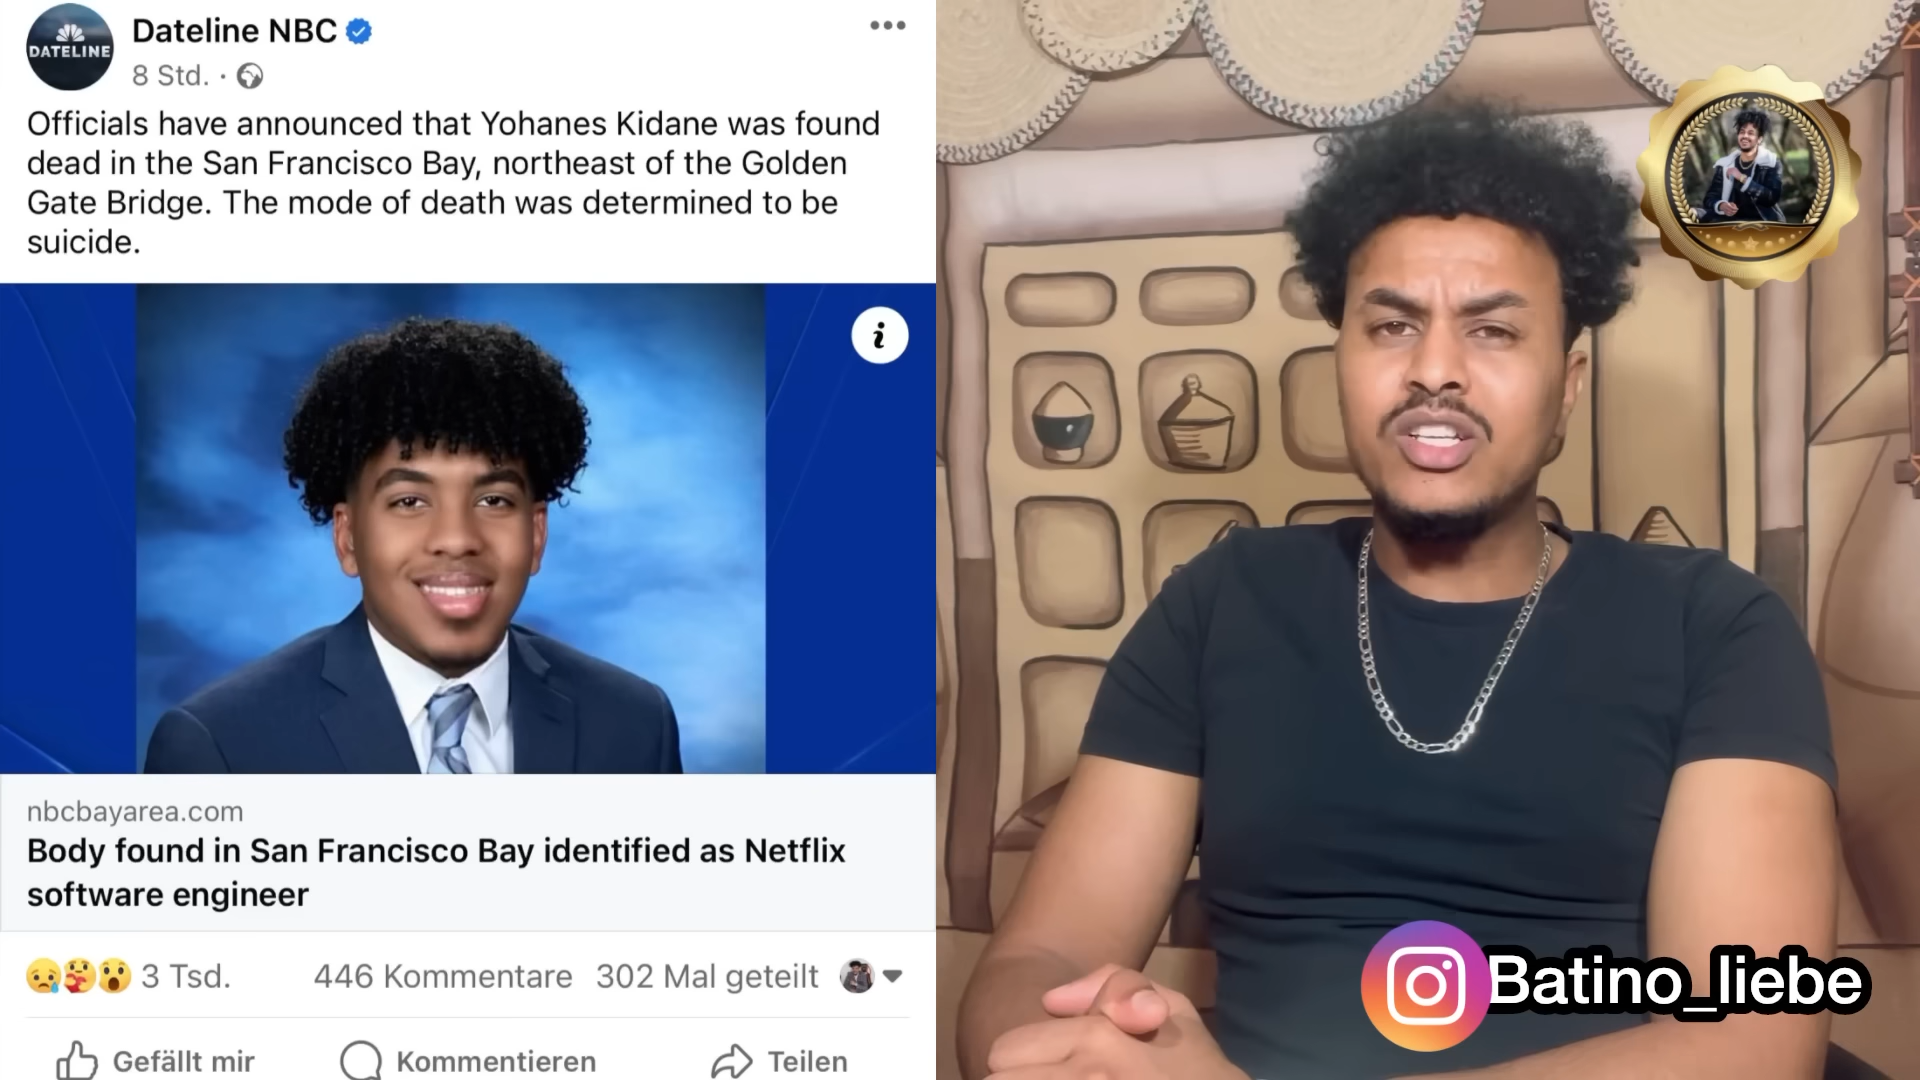 DATELINE
Dateline NBC
8 Std. ·
Officials have announced that Yohanes Kidane was found
dead in the San Francisco Bay, northeast of the Golden
Gate Bridge. The mode of death was determined to be
suicide.
i
nbcbayarea.com
Body found in San Francisco Bay identified as Netflix
software engineer
3 Tsd.
446 Kommentare
302 Mal geteilt
Gefällt mir
Kommentieren
Teilen
Batino_liebe